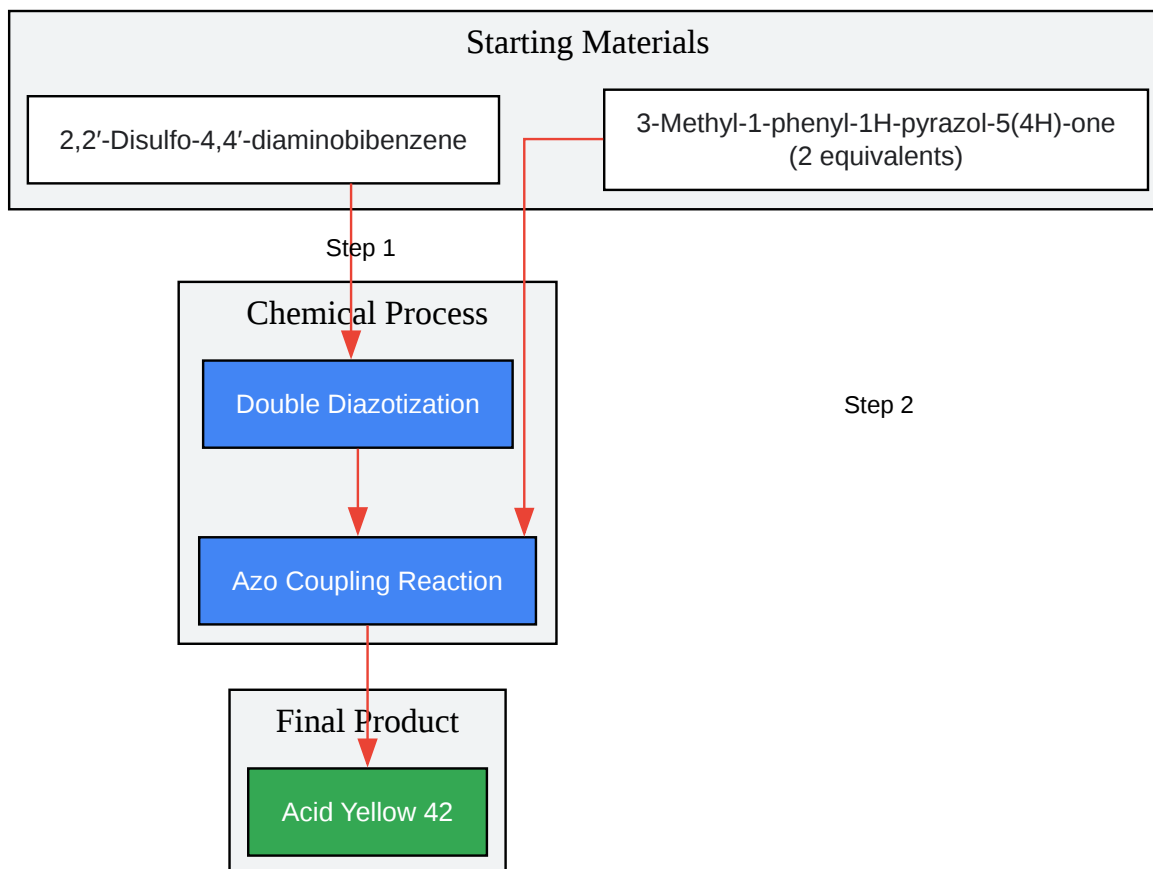 Starting Materials
2,2′-Disulfo-4,4′-diaminobibenzene
3-Methyl-1-phenyl-1H-pyrazol-5(4H)-one
(2 equivalents)
Step 1
Chemical Process
Double Diazotization
Step 2
Azo Coupling Reaction
Final Product
Acid Yellow 42